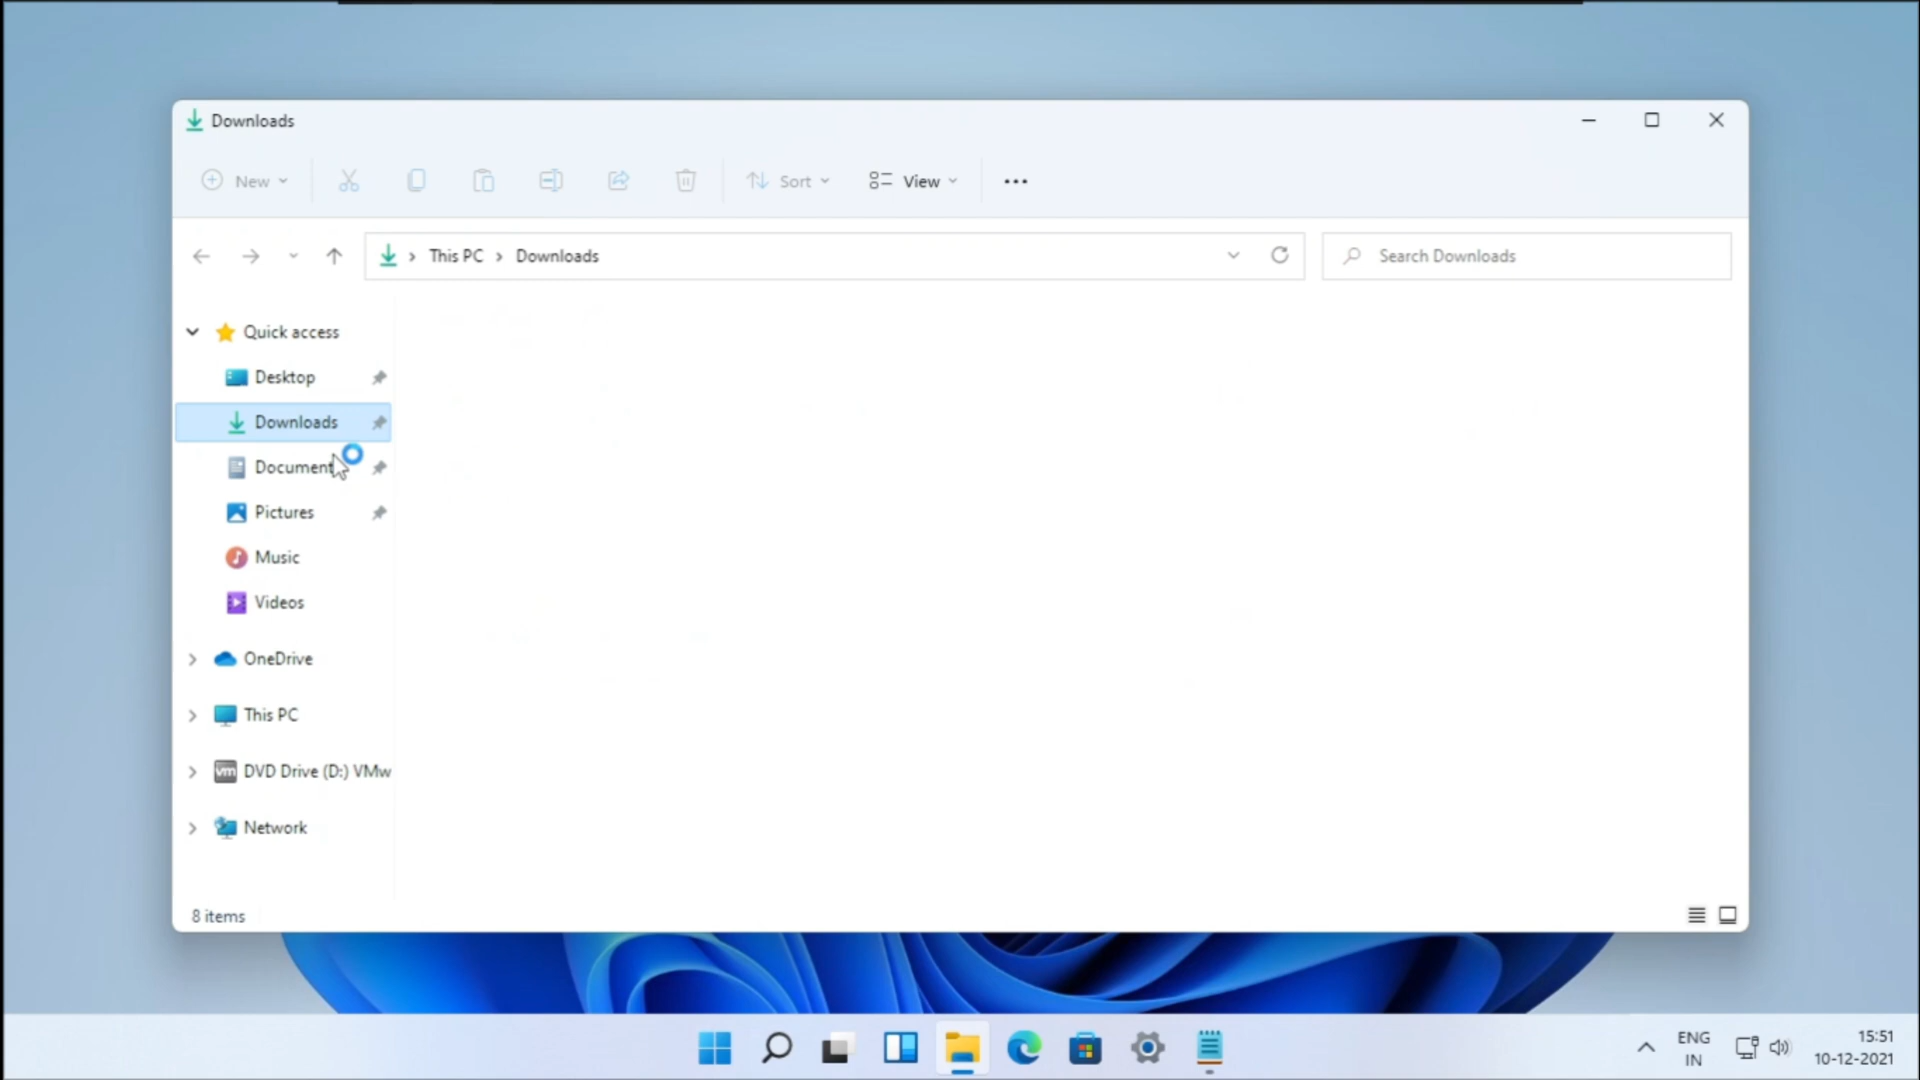 Downloads
New
Sort
View
This PC
Downloads
Search Downloads
Quick access
Desktop
Downloads
Document
Pictures
Music
Videos
OneDrive
This PC
vm DVD Drive (D:) VMw
Network
8 items
ENG
IN
15:51
10-12-2021